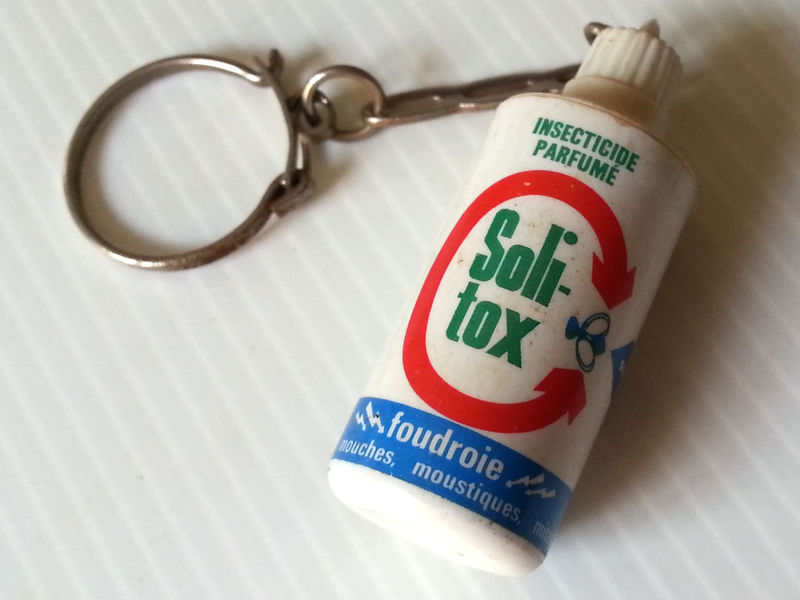 INSECTICIDE
PARFUMÉ
Soli-
tox
foudroie
mouches, moustiques,